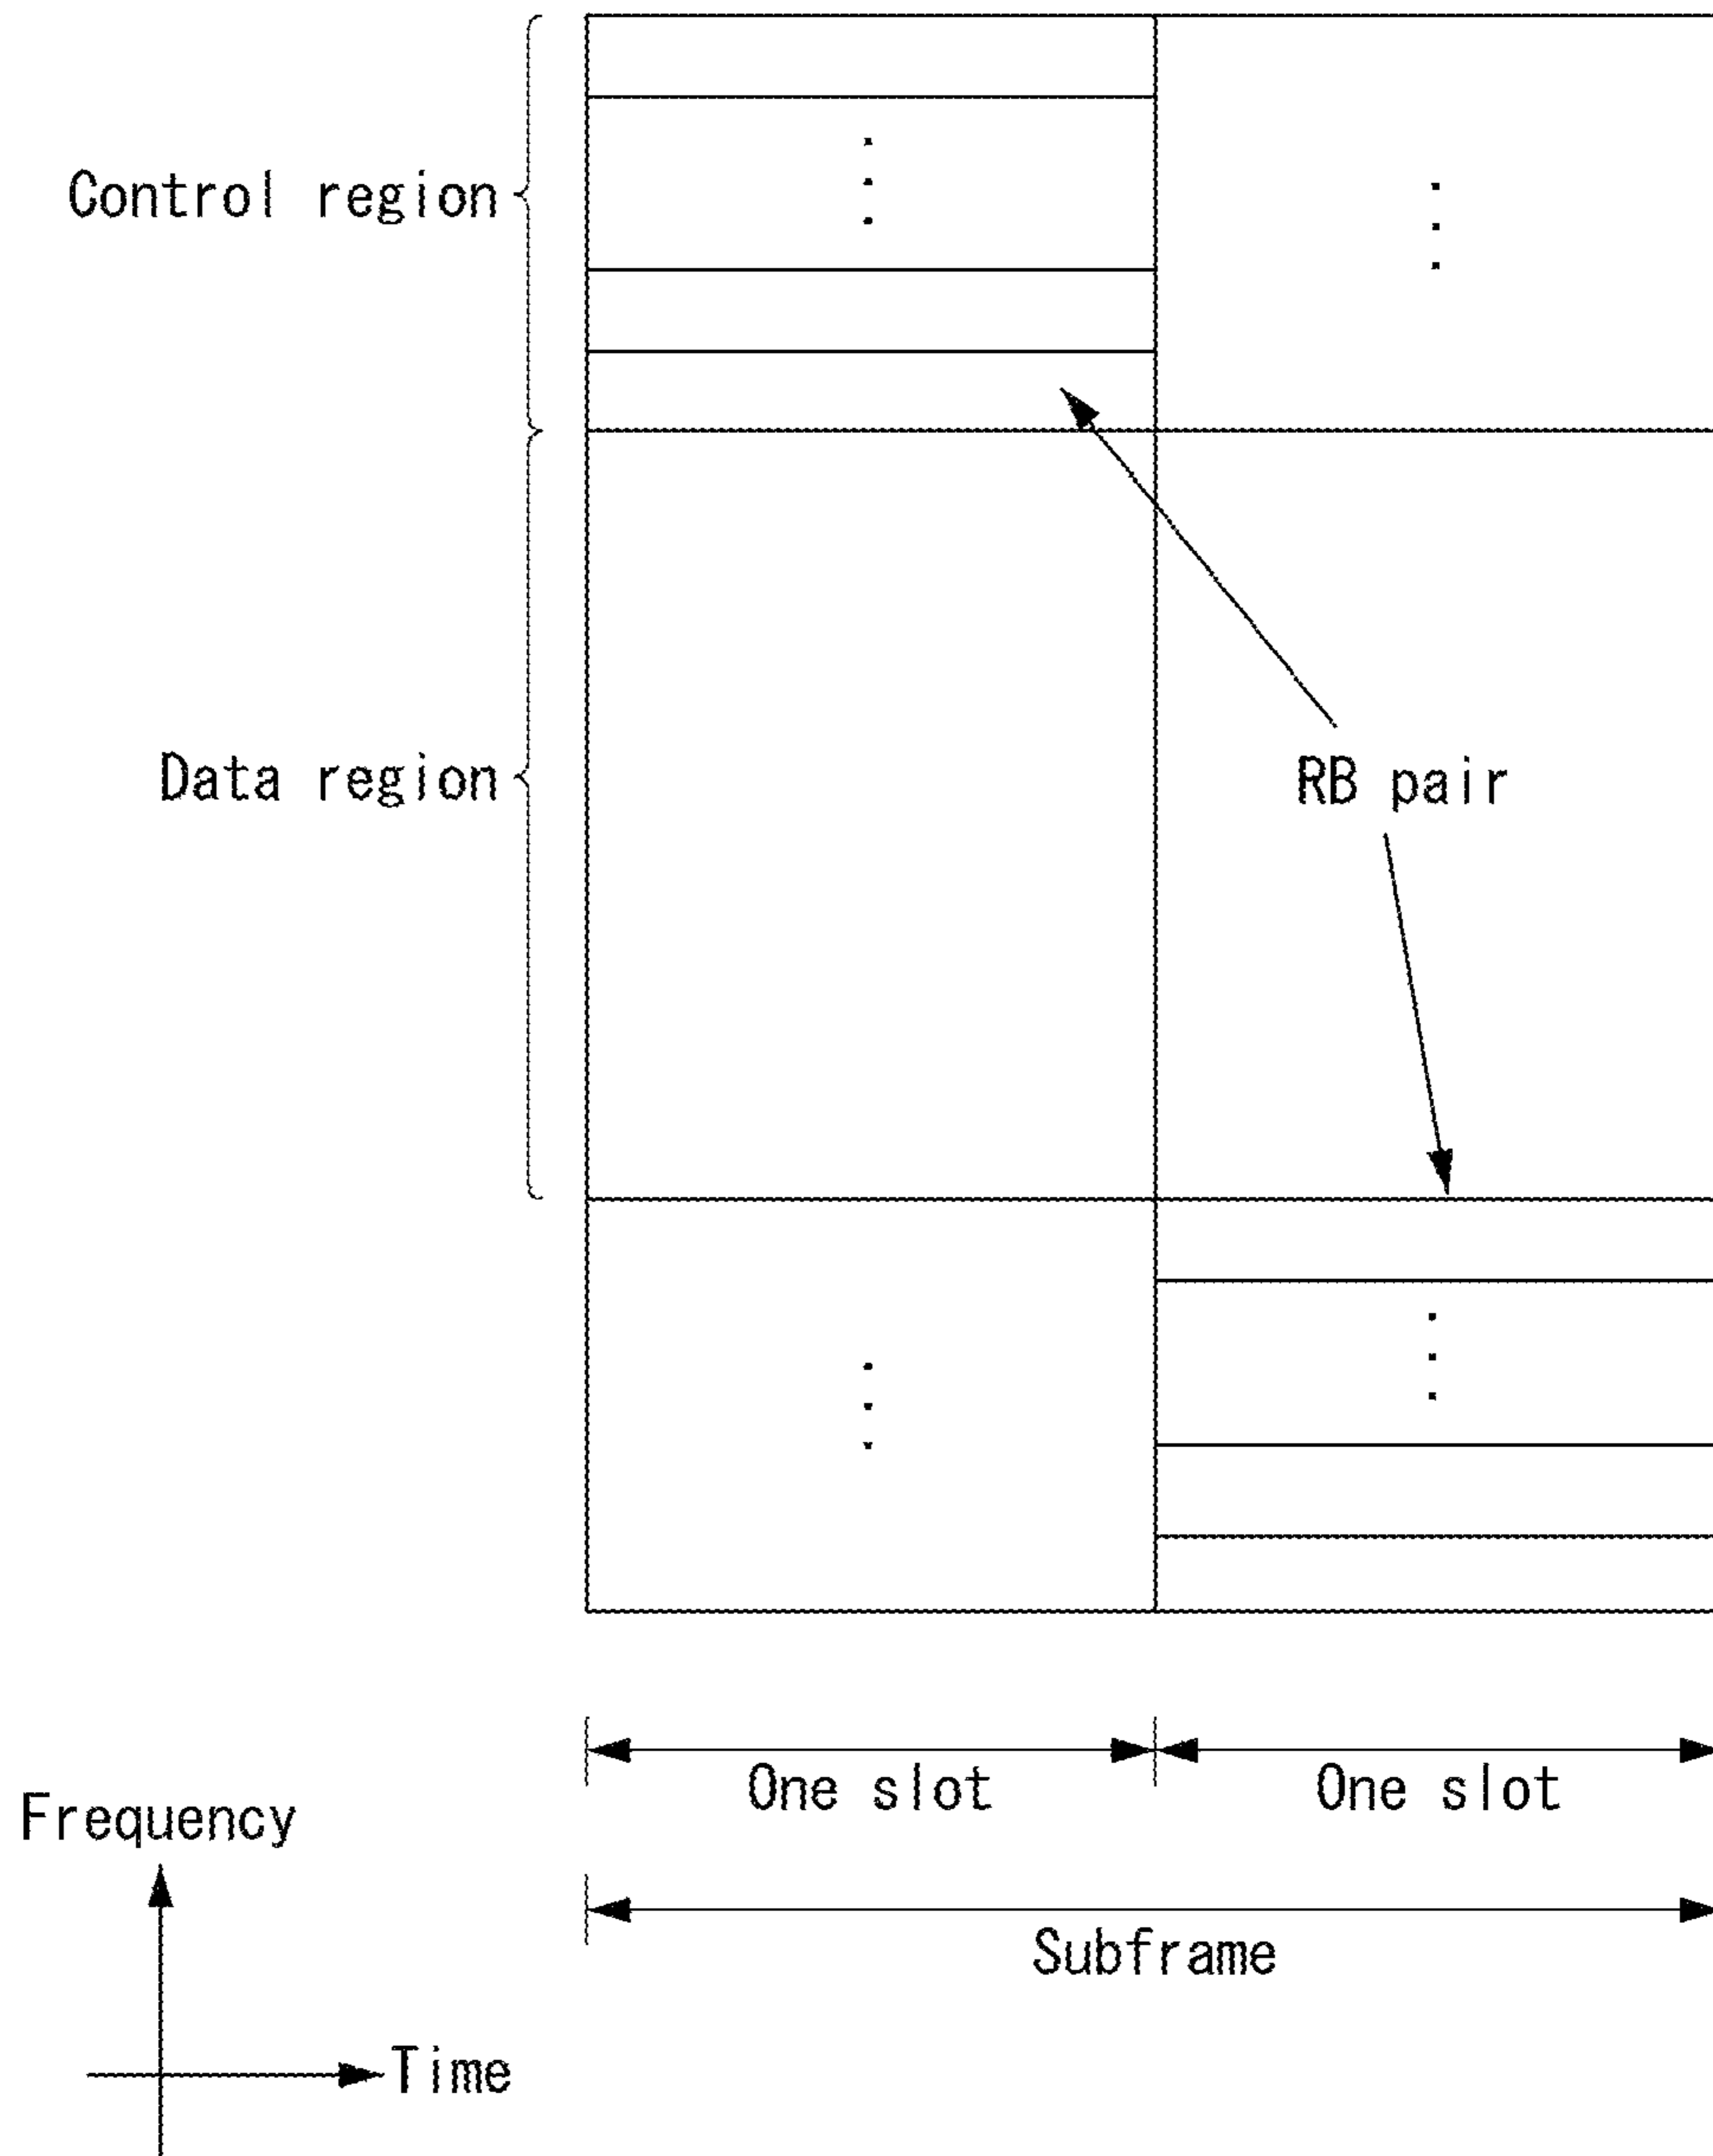 Control region
Data region
RB pair
One slot
One slot
Frequency
Subframe
Time